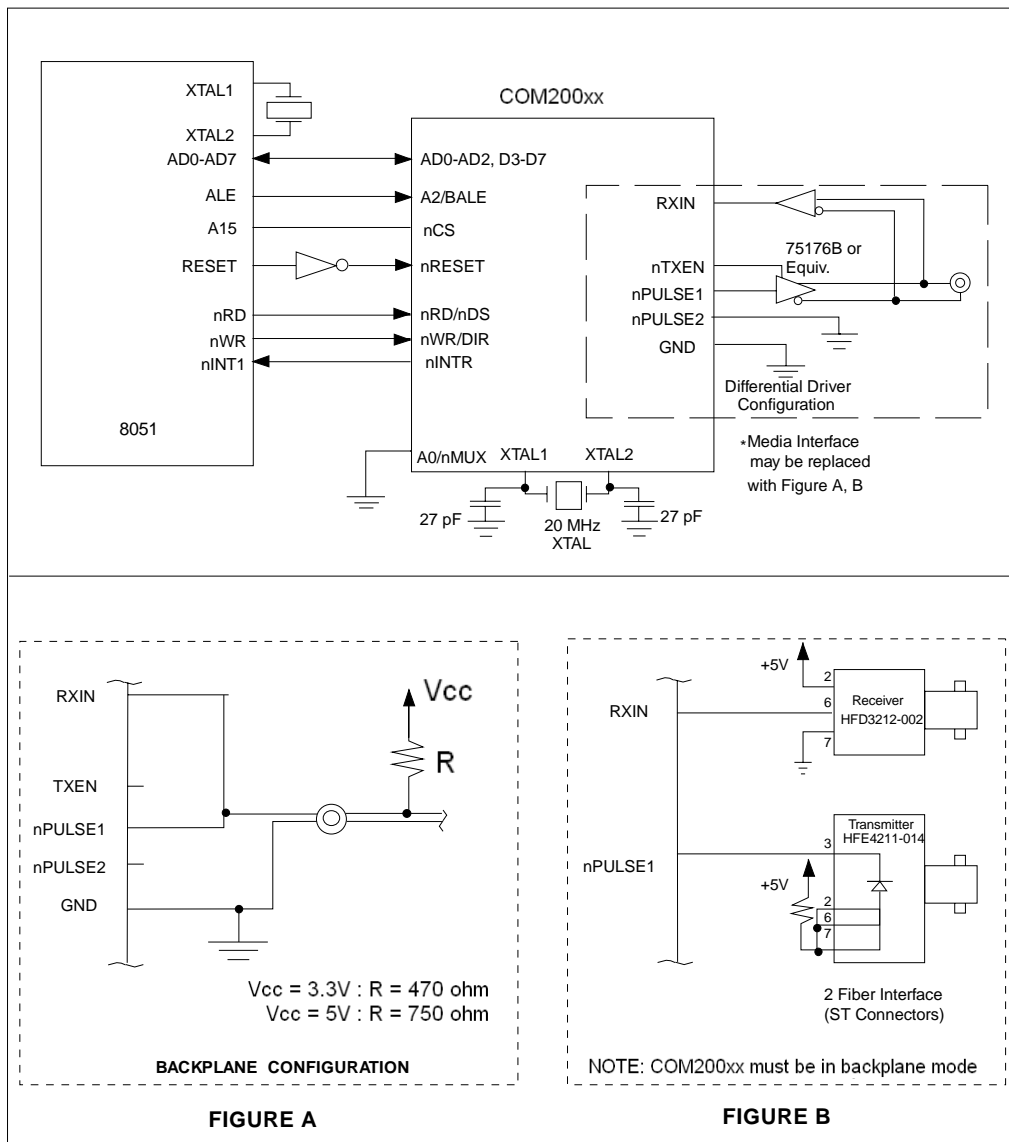 COM200xx
XTAL1
XTAL2
AD0-AD7
ALE
A15
RESET
nRD
nWR
nINT1
8051
AD0-AD2, D3-D7
A2/BALE
nCS
nRESET
nRD/nDS
nWR/DIR
nINTR
A0/nMUX
XTAL1
XTAL2
RXIN
nTXEN
nPULSE1
nPULSE2
GND
75176B or
Equiv.
Differential Driver
Configuration
*Media Interface
may be replaced
with Figure A, B
27 pF
20 MHz
XTAL
27 pF
RXIN
TXEN
nPULSE1
nPULSE2
GND
Vcc
R
Vcc = 3.3V : R = 470 ohm
Vcc = 5V : R = 750 ohm
BACKPLANE CONFIGURATION
FIGURE A
RXIN
nPULSE1
+5V
2
6
7
Receiver
HFD3212-002
Transmitter
HFE4211-014
3
+5V
2
6
7
2 Fiber Interface
(ST Connectors)
NOTE: COM200xx must be in backplane mode
FIGURE B